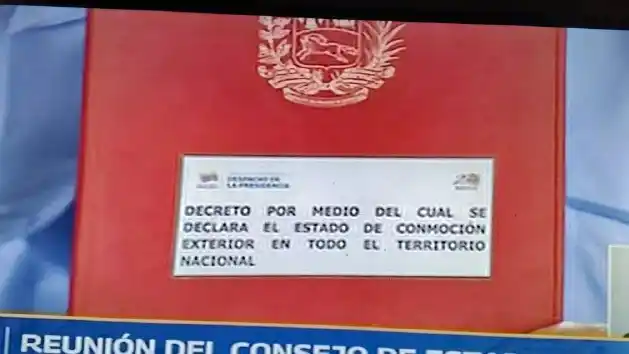 DESPACHO DE
LA PRESIDENCIA
DECRETO POR MEDIO DEL CUAL SE
DECLARA EL ESTADO DE CONMOCIÓN
EXTERIOR EN TODO EL TERRITORIO
NACIONAL
REUNIÓN DEL CONSEJO DE